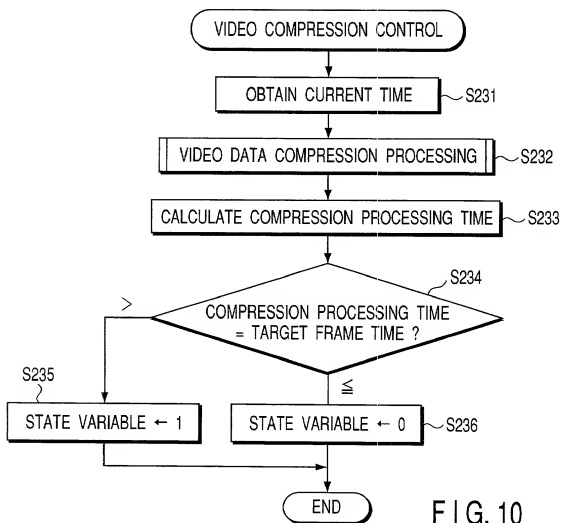 VIDEO COMPRESSION CONTROL
OBTAIN CURRENT TIME
S231
VIDEO DATA COMPRESSION PROCESSING
S232
CALCULATE COMPRESSION PROCESSING TIME
S233
S234
COMPRESSION PROCESSING TIME
= TARGET FRAME TIME ?
>
≦
S235
STATE VARIABLE ← 1
STATE VARIABLE ← 0
S236
END
FIG. 10